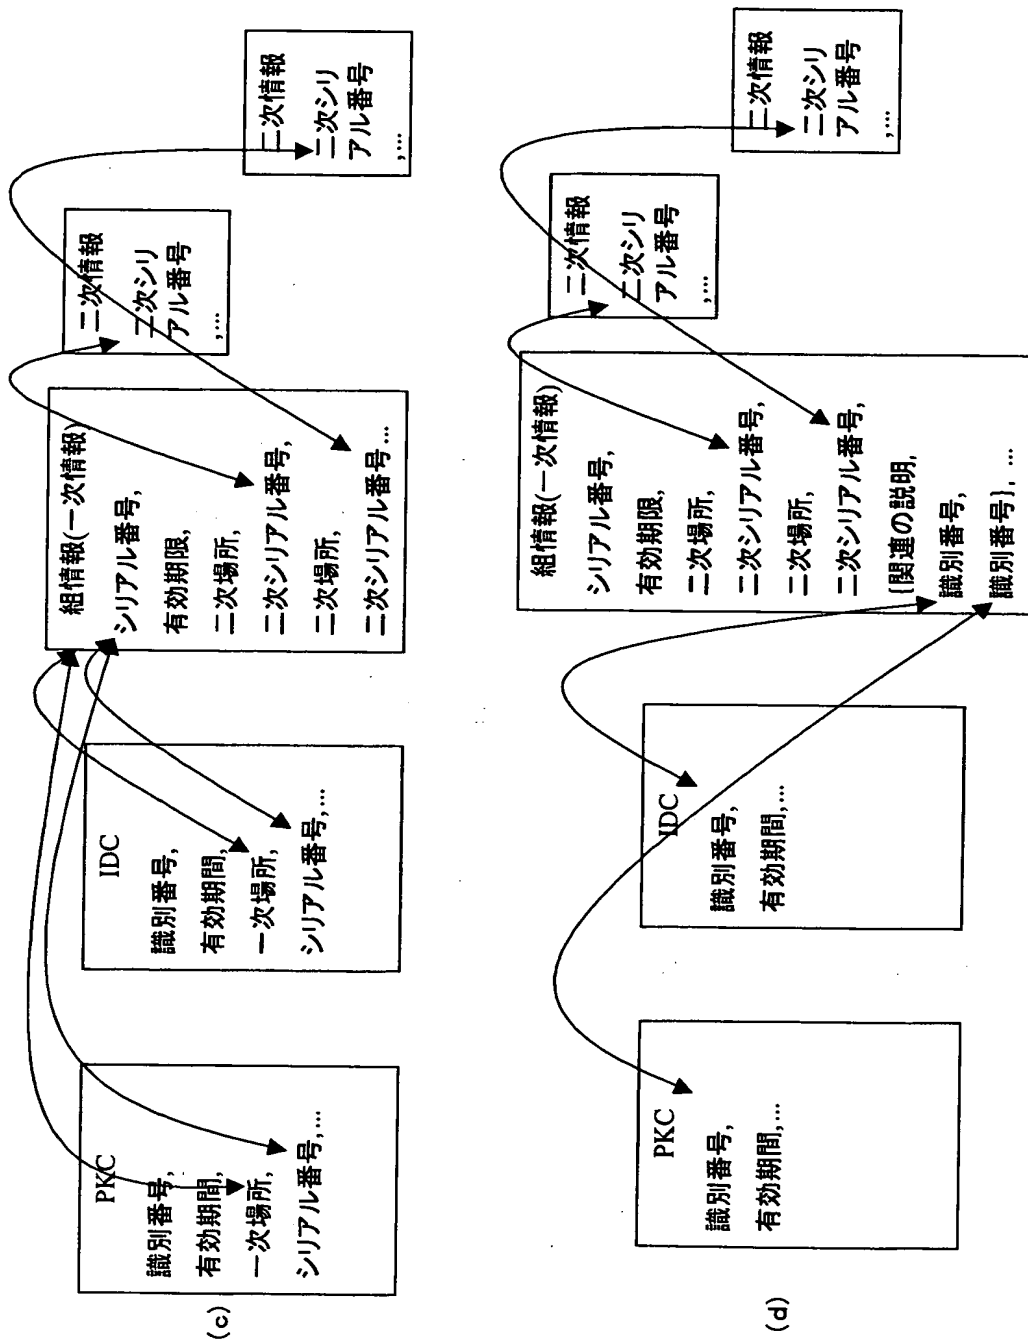 (c)
PKC
識別番号,
有効期間,
一次場所,
シリアル番号,...
IDC
識別番号,
有効期間,
一次場所,
シリアル番号,...
組情報(一次情報)
シリアル番号,
有効期限,
二次場所,
二次シリアル番号,
二次場所,
二次シリアル番号...
二次情報
二次シリ
アル番号
,...
二次情報
二次シリ
アル番号
,...
(d)
PKC
識別番号,
有効期間,...
IDC
識別番号,
有効期間,...
組情報(一次情報)
シリアル番号,
有効期限,
二次場所,
二次シリアル番号,
二次場所,
二次シリアル番号,
{関連の説明,
識別番号,
識別番号}, ...
二次情報
二次シリ
アル番号
,...
二次情報
二次シリ
アル番号
,...